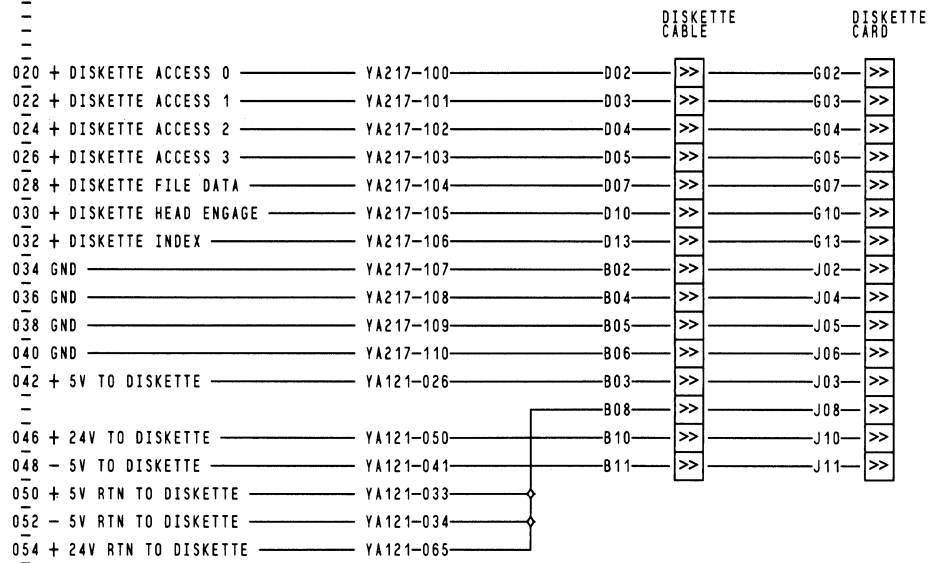 DISKETTE CABLE DISKETTE CARD
020 + DISKETTE ACCESS 0 YA217-100 D02 >> G02 >>
022 + DISKETTE ACCESS 1 YA217-101 D03 >> G03 >>
024 + DISKETTE ACCESS 2 YA217-102 D04 >> G04 >>
026 + DISKETTE ACCESS 3 YA217-103 D05 >> G05 >>
028 + DISKETTE FILE DATA YA217-104 D07 >> G07 >>
030 + DISKETTE HEAD ENGAGE YA217-105 D10 >> G10 >>
032 + DISKETTE INDEX YA217-106 D13 >> G13 >>
034 GND YA217-107 B02 >> J02 >>
036 GND YA217-108 B04 >> J04 >>
038 GND YA217-109 B05 >> J05 >>
040 GND YA217-110 B06 >> J06 >>
042 + 5V TO DISKETTE YA121-026 B03 >> J03 >>
B08 >> J08 >>
046 + 24V TO DISKETTE YA121-050 B10 >> J10 >>
048 - 5V TO DISKETTE YA121-041 B11 >> J11 >>
050 + 5V RTN TO DISKETTE YA121-033
052 - 5V RTN TO DISKETTE YA121-034
054 + 24V RTN TO DISKETTE YA121-065